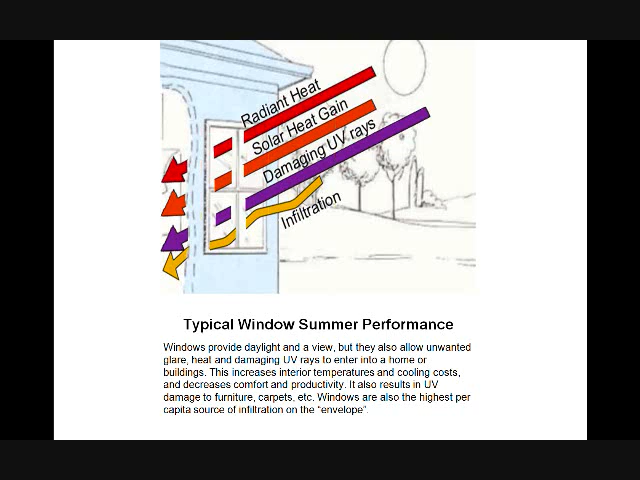 Radiant Heat
Solar Heat Gain
Damaging UV rays
Infiltration
Typical Window Summer Performance
Windows provide daylight and a view, but they also allow unwanted
glare, heat and damaging UV rays to enter into a home or
buildings. This increases interior temperatures and cooling costs,
and decreases comfort and productivity. It also results in UV
damage to furniture, carpets, etc. Windows are also the highest per
capita source of infiltration on the “envelope”.